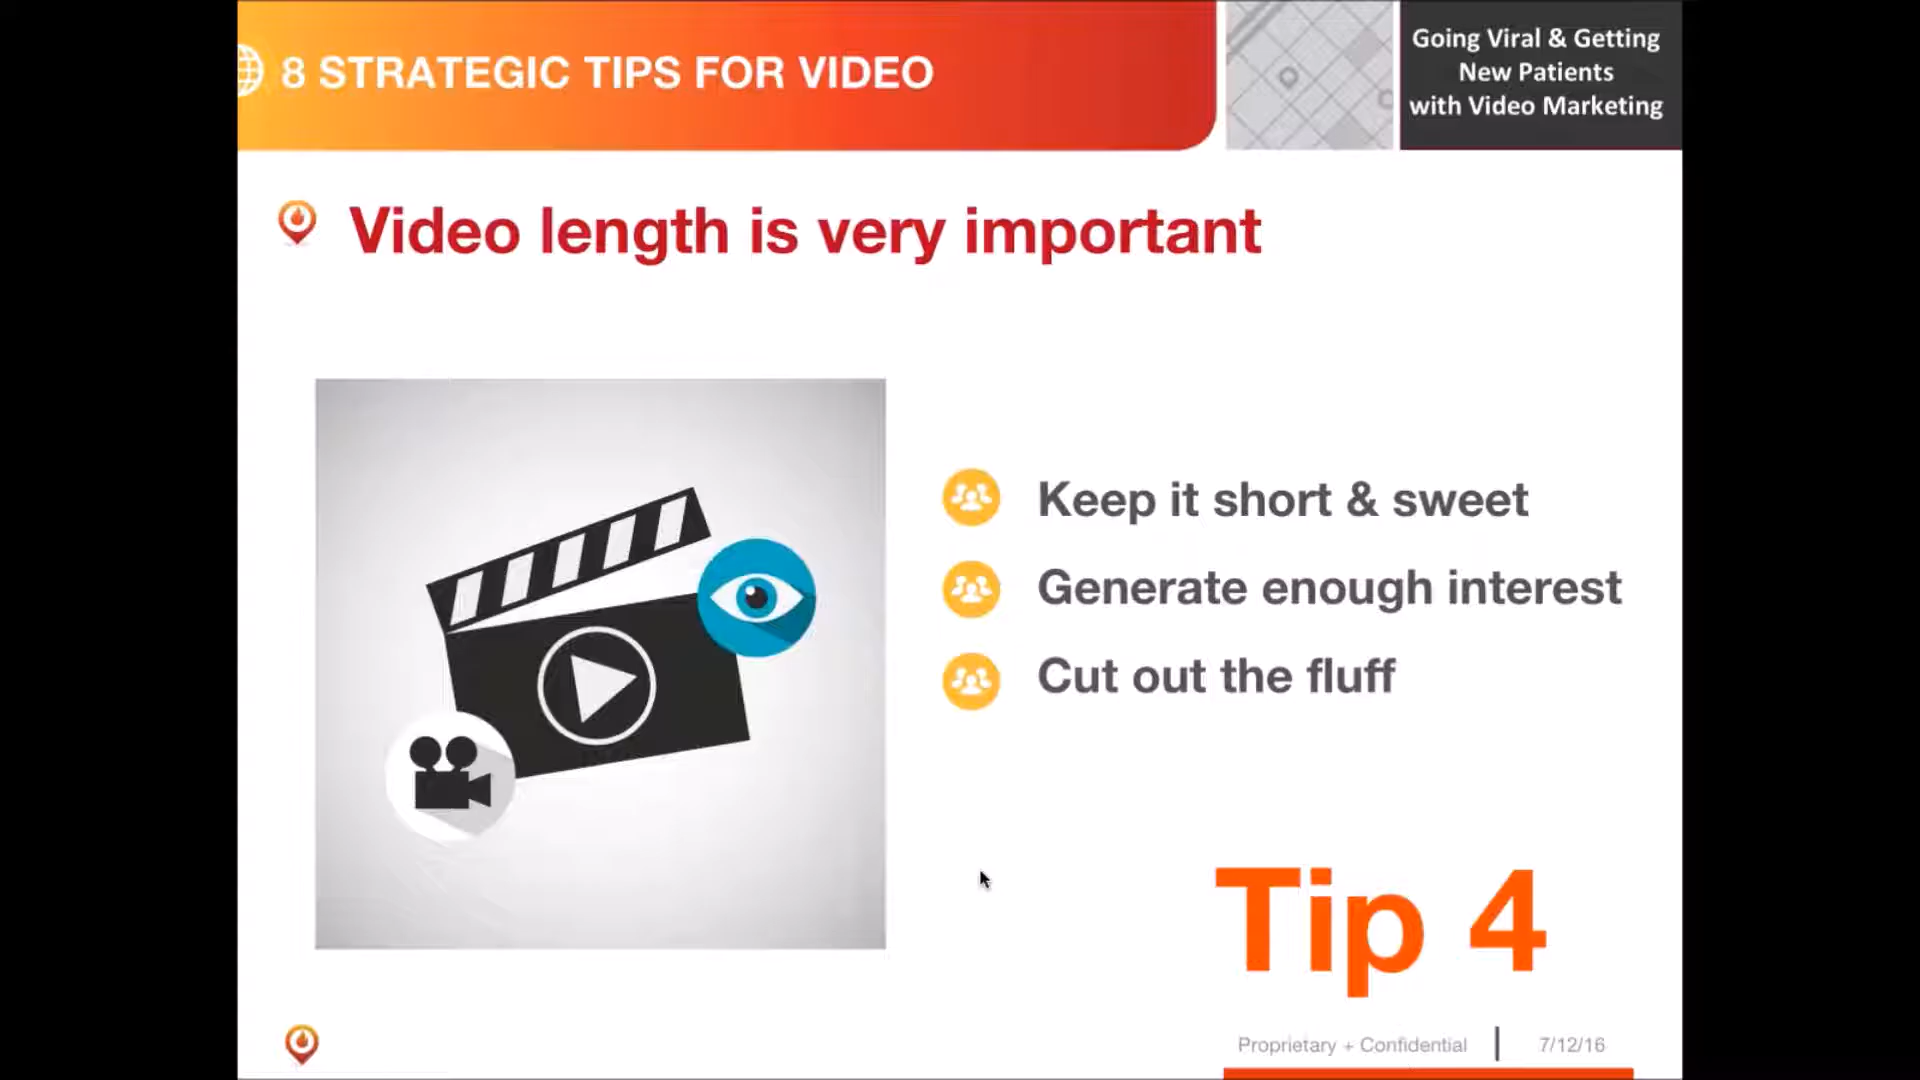 8 STRATEGIC TIPS FOR VIDEO
Going Viral & Getting
New Patients
with Video Marketing
Video length is very important
Keep it short & sweet
Generate enough interest
Cut out the fluff
Tip 4
Proprietary + Confidential
7/12/16